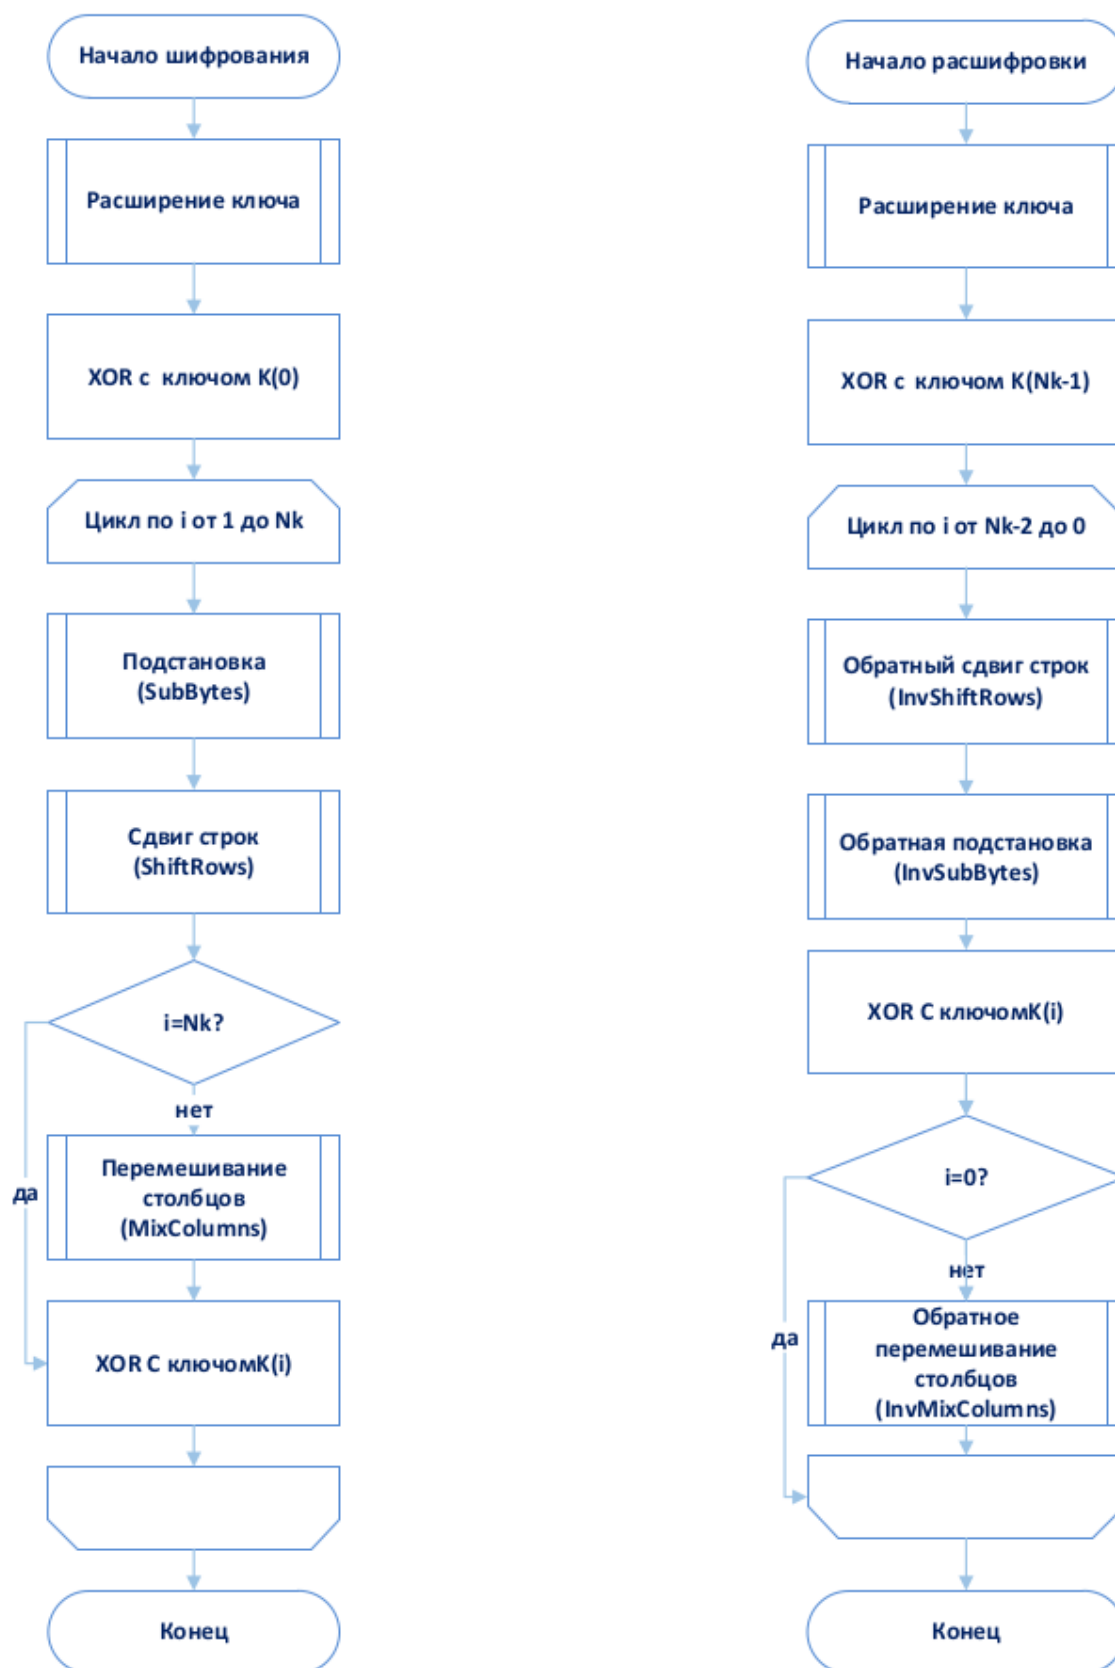 Начало шифрования
Расширение ключа
XOR с ключом K(0)
Цикл по i от 1 до Nk
Подстановка
(SubBytes)
Сдвиг строк
(ShiftRows)
i=Nk?
нет
да
Перемешивание
столбцов
(MixColumns)
XOR С ключомK(i)
Конец
Начало расшифровки
Расширение ключа
XOR с ключом K(Nk-1)
Цикл по i от Nk-2 до 0
Обратный сдвиг строк
(InvShiftRows)
Обратная подстановка
(InvSubBytes)
XOR С ключомK(i)
i=0?
нет
да
Обратное
перемешивание
столбцов
(InvMixColumns)
Конец